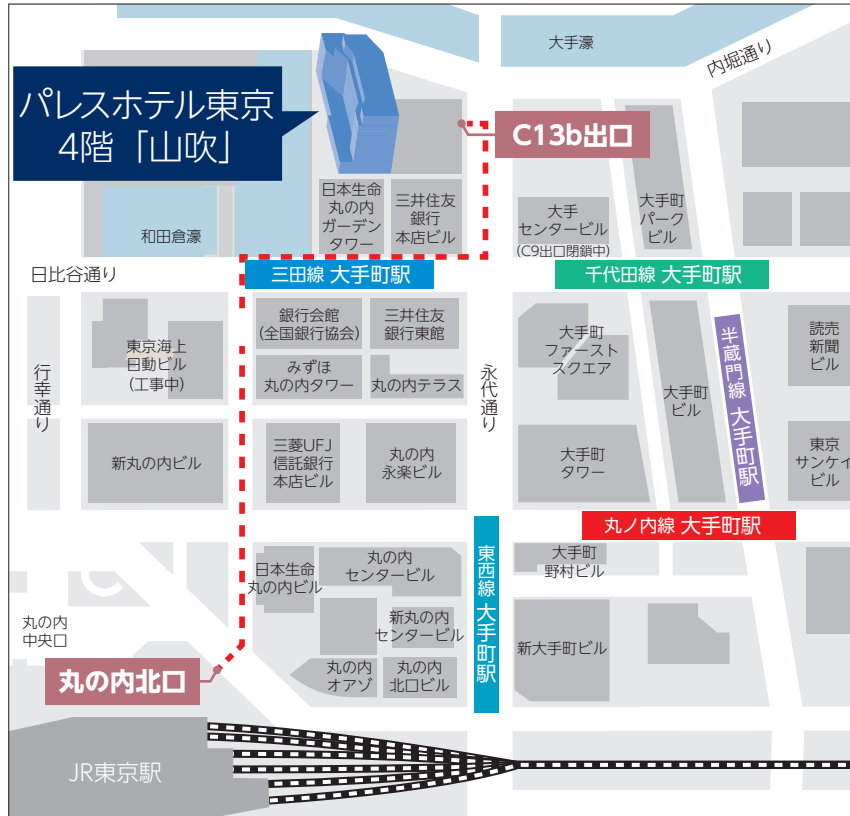 大手濠
内堀通り
パレスホテル東京
4階「山吹」
C13b出口
日本生命
丸の内
ガーデン
タワー
三井住友
銀行
本店ビル
大手
センタービル
(C9出口閉鎖中)
大手町
パーク
ビル
和田倉濠
日比谷通り
三田線 大手町駅
千代田線 大手町駅
行幸通り
東京海上
日動ビル
(工事中)
銀行会館
(全国銀行協会)
三井住友
銀行東館
みずほ
丸の内タワー
丸の内テラス
永代通り
大手町
ファースト
スクエア
大手町
ビル
半蔵門線 大手町駅
読売
新聞
ビル
新丸の内ビル
三菱UFJ
信託銀行
本店ビル
丸の内
永楽ビル
大手町
タワー
東京
サンケイ
ビル
丸ノ内線 大手町駅
東西線 大手町駅
日本生命
丸の内ビル
丸の内
センタービル
大手町
野村ビル
新丸の内
センタービル
新大手町ビル
丸の内
中央口
丸の内北口
丸の内
オアゾ
丸の内
北口ビル
JR東京駅